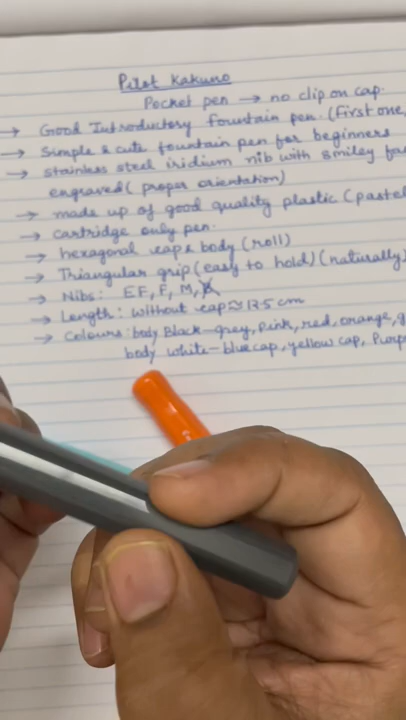 Pilot Kakuno
Pocket pen → no clip on cap.
→ Good Introductory fountain pen. (First one,
→ Simple & cute fountain pen for beginners
→ stainless steel iridium nib with smiley fa
engraved (proper orientation)
→ made up of good quality plastic (pastel
→ cartridge only pen.
→ hexagonal cap & body (roll)
→ Triangular grip (easy to hold) (naturally)
→ Nibs: EF, F, M, B
→ Length: without cap ≈ 12.5 cm
→ Colours: body Black-grey, Pink, red, orange, g
body white-blue cap, yellow cap, Purp